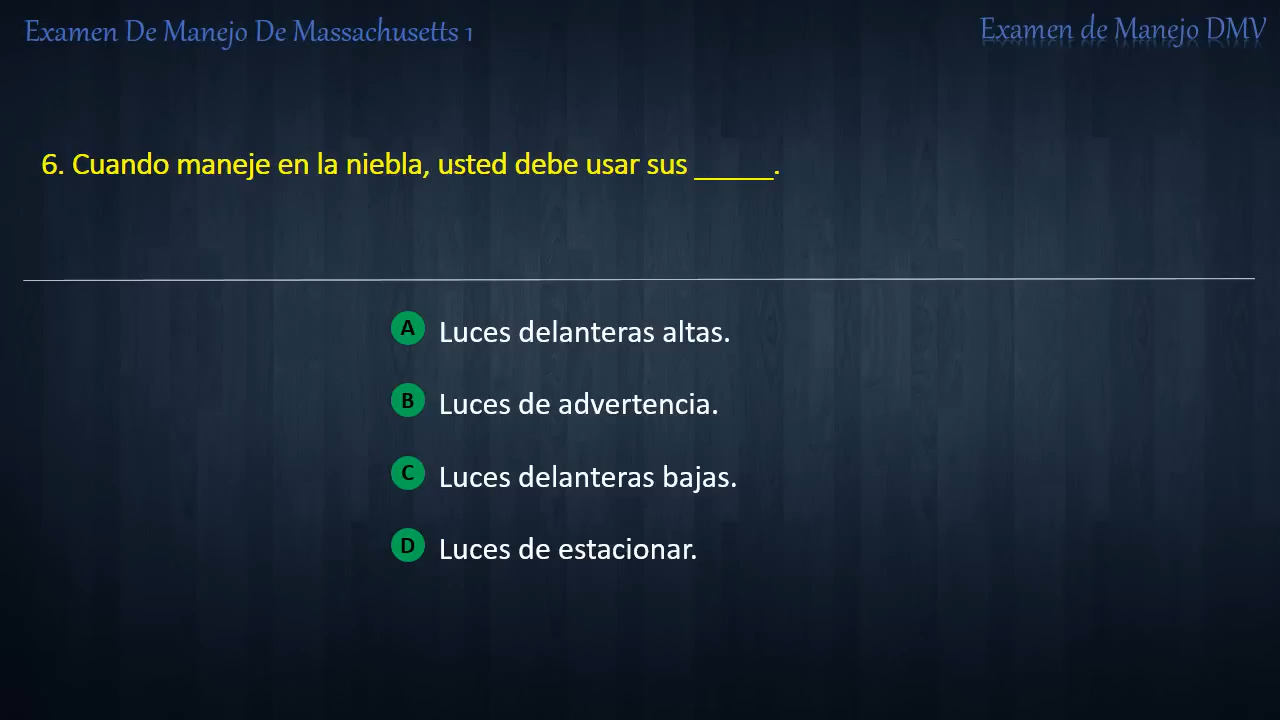 Examen De Manejo De Massachusetts 1
Examen de Manejo DMV
6. Cuando maneje en la niebla, usted debe usar sus _____.
A Luces delanteras altas.
B Luces de advertencia.
C Luces delanteras bajas.
D Luces de estacionar.